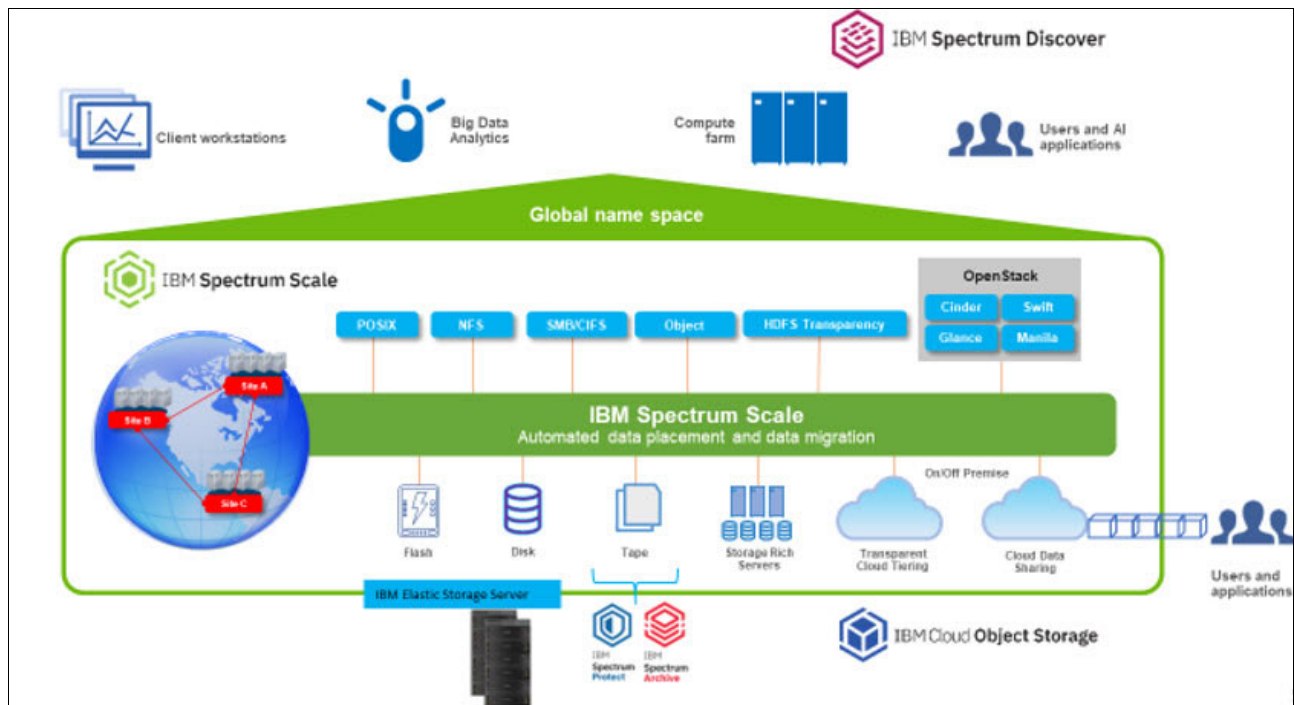 IBM Spectrum Discover
Client workstations
Big Data
Analytics
Compute
farm
Users and AI
applications
Global name space
IBM Spectrum Scale
OpenStack
Cinder
Swift
Glance
Manila
POSIX
NFS
SMB/CIFS
Object
HDFS Transparency
Site A
Site B
Site C
IBM Spectrum Scale
Automated data placement and data migration
On/Off Premise
Flash
Disk
Tape
Storage Rich
Servers
Transparent
Cloud Tiering
Cloud Data
Sharing
Users and
applications
IBM Elastic Storage Server
IBM
Spectrum
Protect
IBM
Spectrum
Archive
IBM Cloud Object Storage